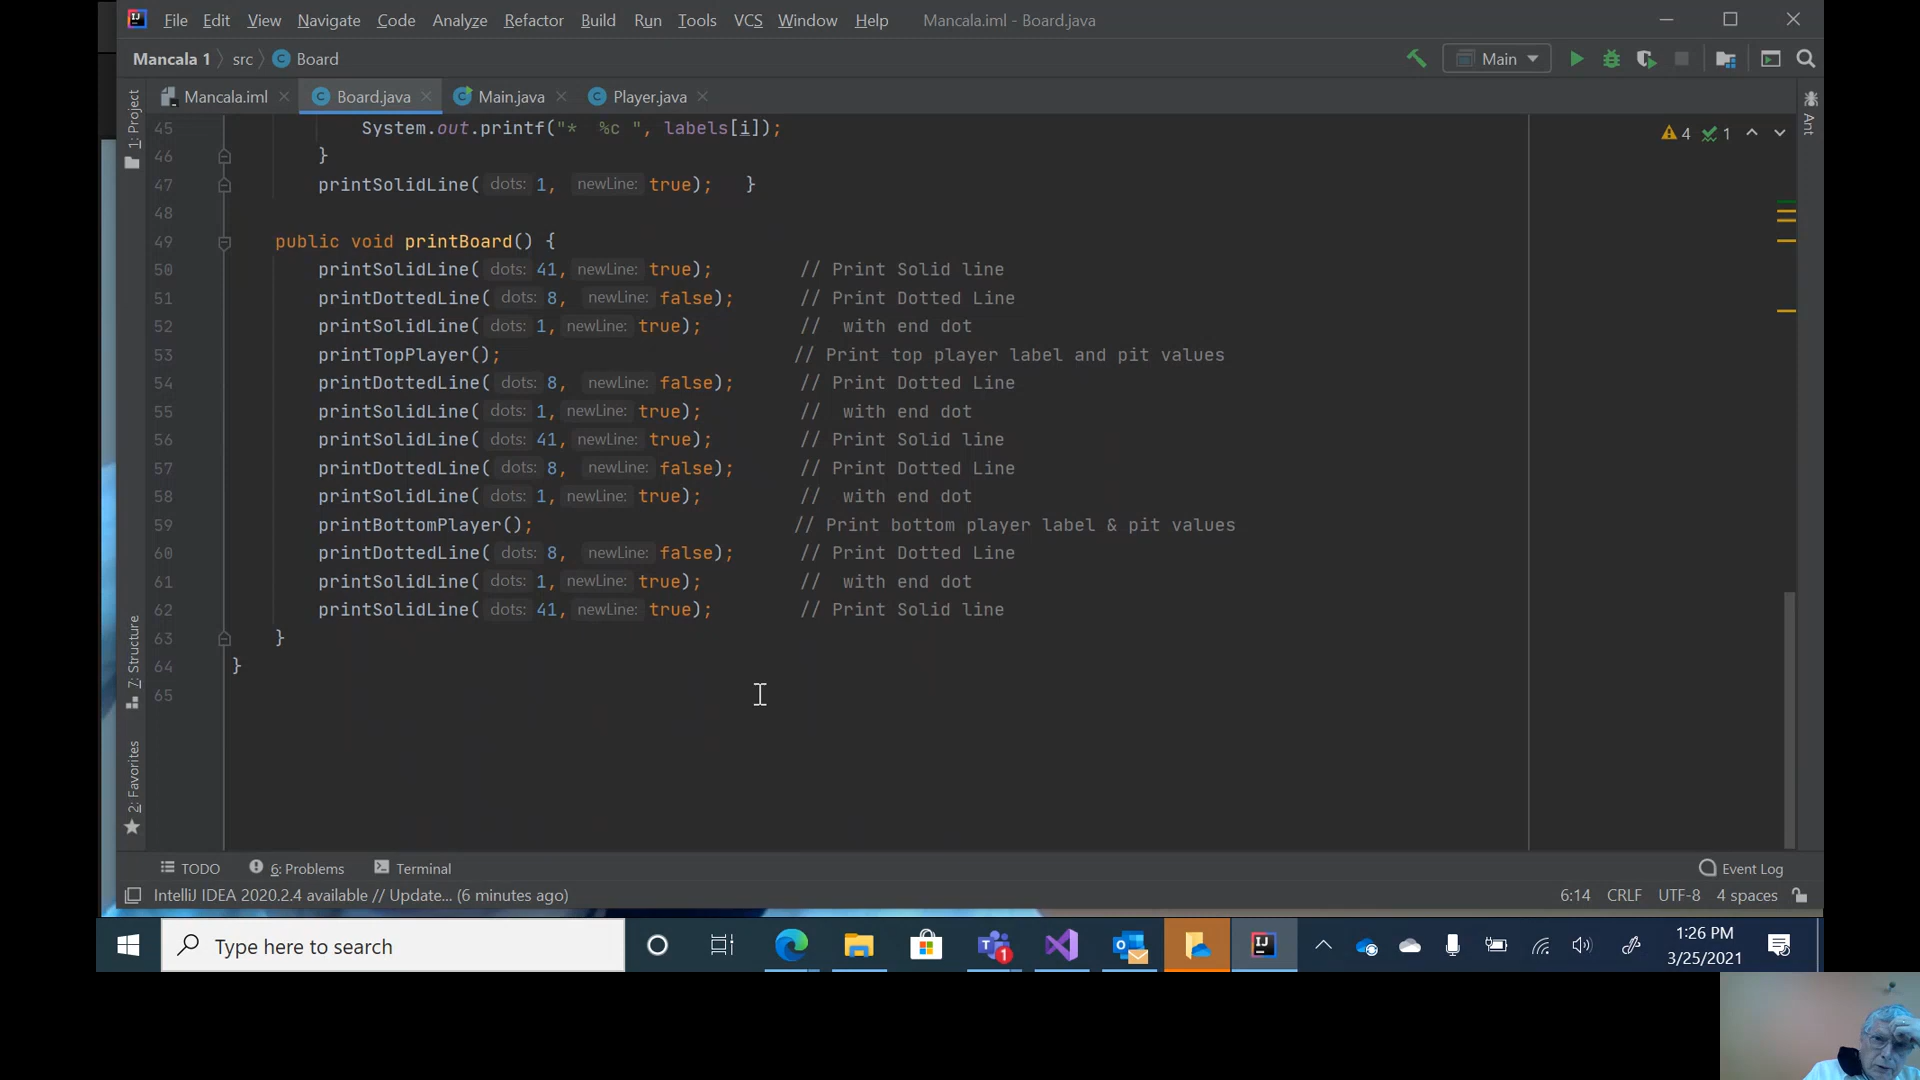 File Edit View Navigate Code Analyze Refactor Build Run Tools VCS Window Help Mancala.iml - Board.java
Mancala 1 src Board Main
1: Project Mancala.iml Board.java Main.java Player.java Ant
4 1
45 System.out.printf("*  %c ", labels[i]);
46 }
47 printSolidLine( dots: 1, newLine: true); }
48
49 public void printBoard() {
50 printSolidLine( dots: 41, newLine: true); // Print Solid line
51 printDottedLine( dots: 8, newLine: false); // Print Dotted Line
52 printSolidLine( dots: 1, newLine: true); //  with end dot
53 printTopPlayer(); // Print top player label and pit values
54 printDottedLine( dots: 8, newLine: false); // Print Dotted Line
55 printSolidLine( dots: 1, newLine: true); //  with end dot
56 printSolidLine( dots: 41, newLine: true); // Print Solid line
57 printDottedLine( dots: 8, newLine: false); // Print Dotted Line
58 printSolidLine( dots: 1, newLine: true); //  with end dot
59 printBottomPlayer(); // Print bottom player label & pit values
60 printDottedLine( dots: 8, newLine: false); // Print Dotted Line
61 printSolidLine( dots: 1, newLine: true); //  with end dot
62 printSolidLine( dots: 41, newLine: true); // Print Solid line
63 }
64 }
65
7: Structure
2: Favorites
TODO 6: Problems Terminal Event Log
IntelliJ IDEA 2020.2.4 available // Update... (6 minutes ago) 6:14 CRLF UTF-8 4 spaces
Type here to search 1 IJ 1:26 PM
3/25/2021